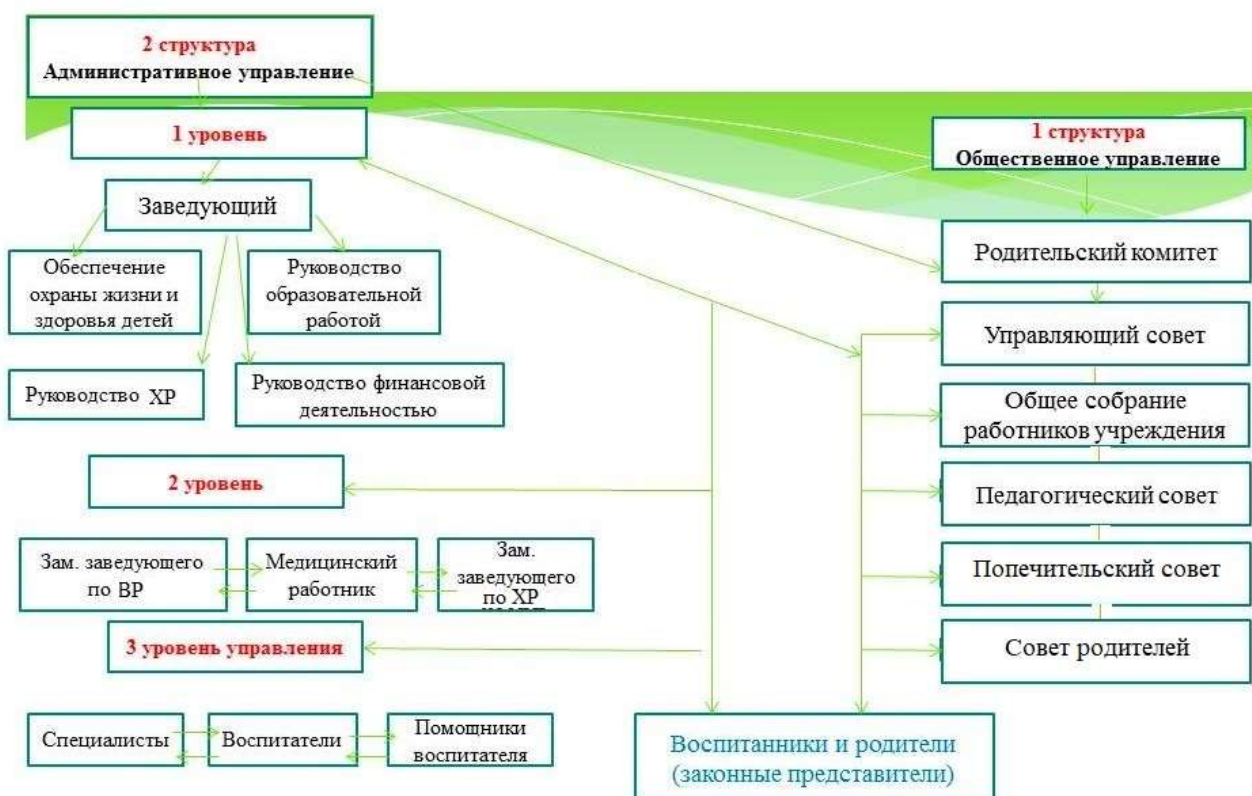 2 структура
Административное управление
1 уровень
Заведующий
Обеспечение
охраны жизни и
здоровья детей
Руководство
образовательной
работой
Руководство ХР
Руководство финансовой
деятельностью
2 уровень
Зам. заведующего
по ВР
Медицинский
работник
Зам.
заведующего
по ХР
3 уровень управления
Специалисты
Воспитатели
Помощники
воспитателя
1 структура
Общественное управление
Родительский комитет
Управляющий совет
Общее собрание
работников учреждения
Педагогический совет
Попечительский совет
Совет родителей
Воспитанники и родители
(законные представители)